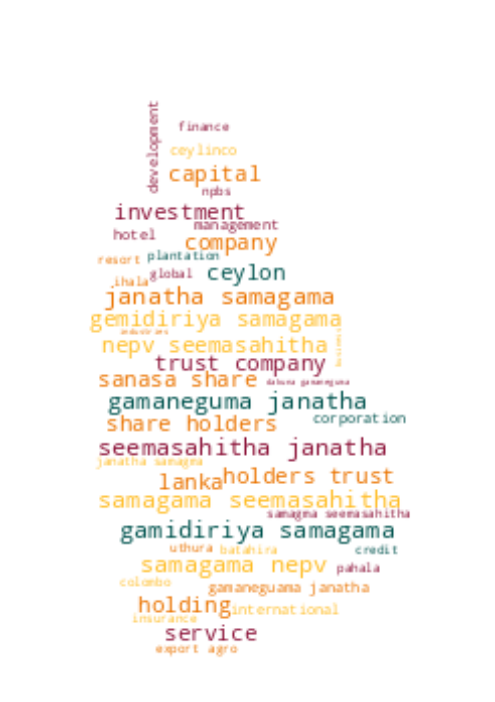 development
finance
ceylinco
capital
npbs
investment
management
hotel
company
plantation
resort
global
ceylon
ihala
janatha samagama
gemidiriya samagama
industries
nepv seemasahitha
business
trust company
sanasa share
dakunu gamaneguma
gamaneguma janatha
share holders
corporation
seemasahitha janatha
janatha samagma
holders trust
lanka
samagama seemasahitha
samagma seemasahitha
gamidiriya samagama
uthura
batahira
credit
samagama nepv
pahala
colombo
gamaneguama janatha
holding
international
insurance
service
export agro